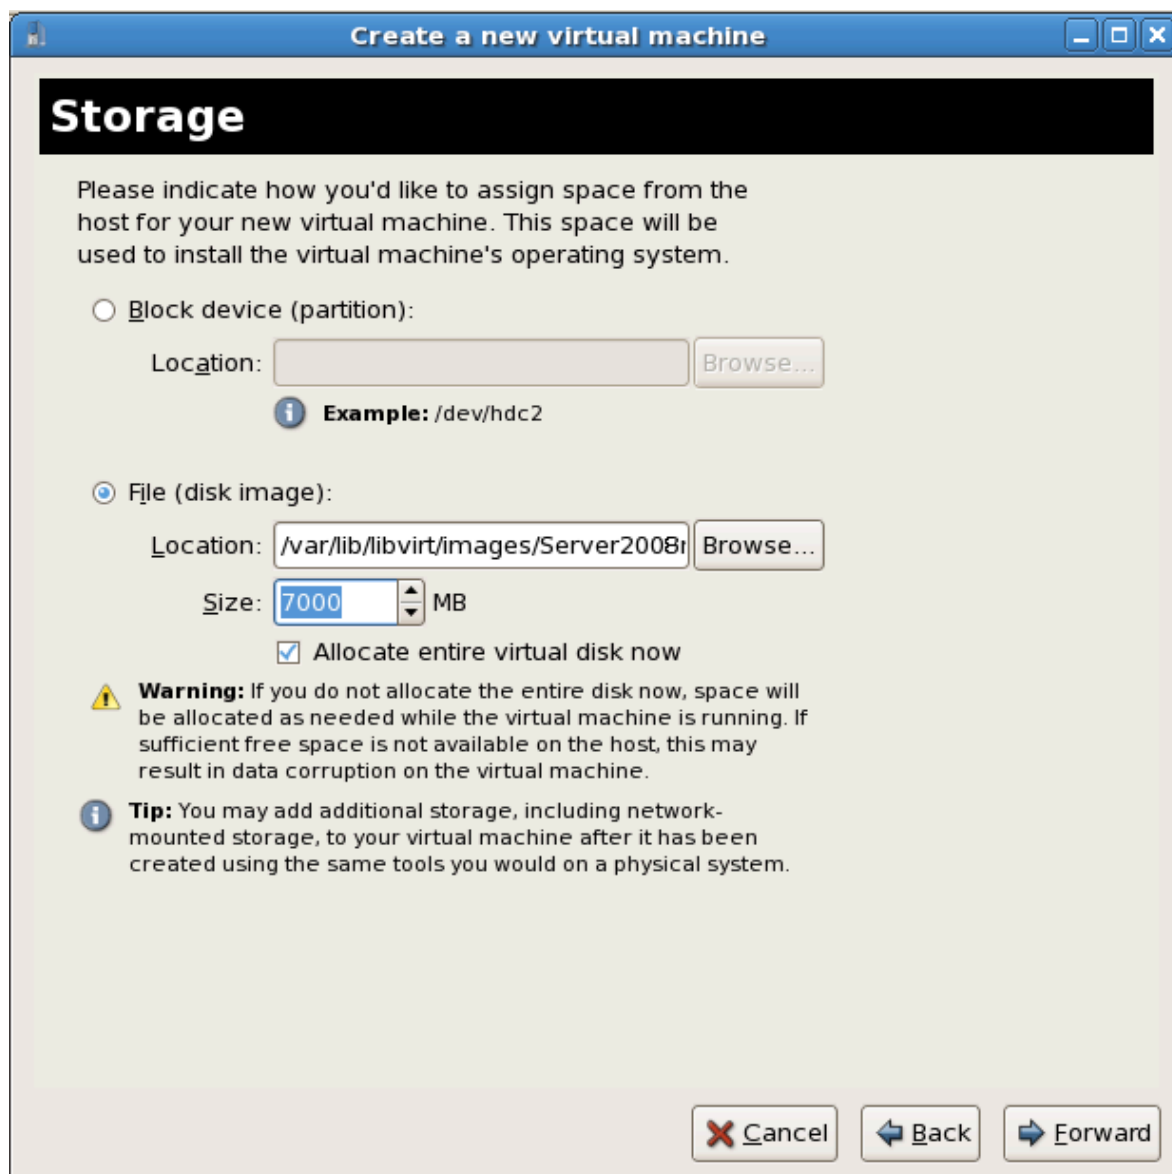 Create a new virtual machine
Storage
Please indicate how you'd like to assign space from the
host for your new virtual machine. This space will be
used to install the virtual machine's operating system.
Block device (partition):
Location: Browse...
Example: /dev/hdc2
File (disk image):
Location: /var/lib/libvirt/images/Server2008r Browse...
Size: 7000 MB
Allocate entire virtual disk now
Warning: If you do not allocate the entire disk now, space will
be allocated as needed while the virtual machine is running. If
sufficient free space is not available on the host, this may
result in data corruption on the virtual machine.
Tip: You may add additional storage, including network-
mounted storage, to your virtual machine after it has been
created using the same tools you would on a physical system.
Cancel Back Forward